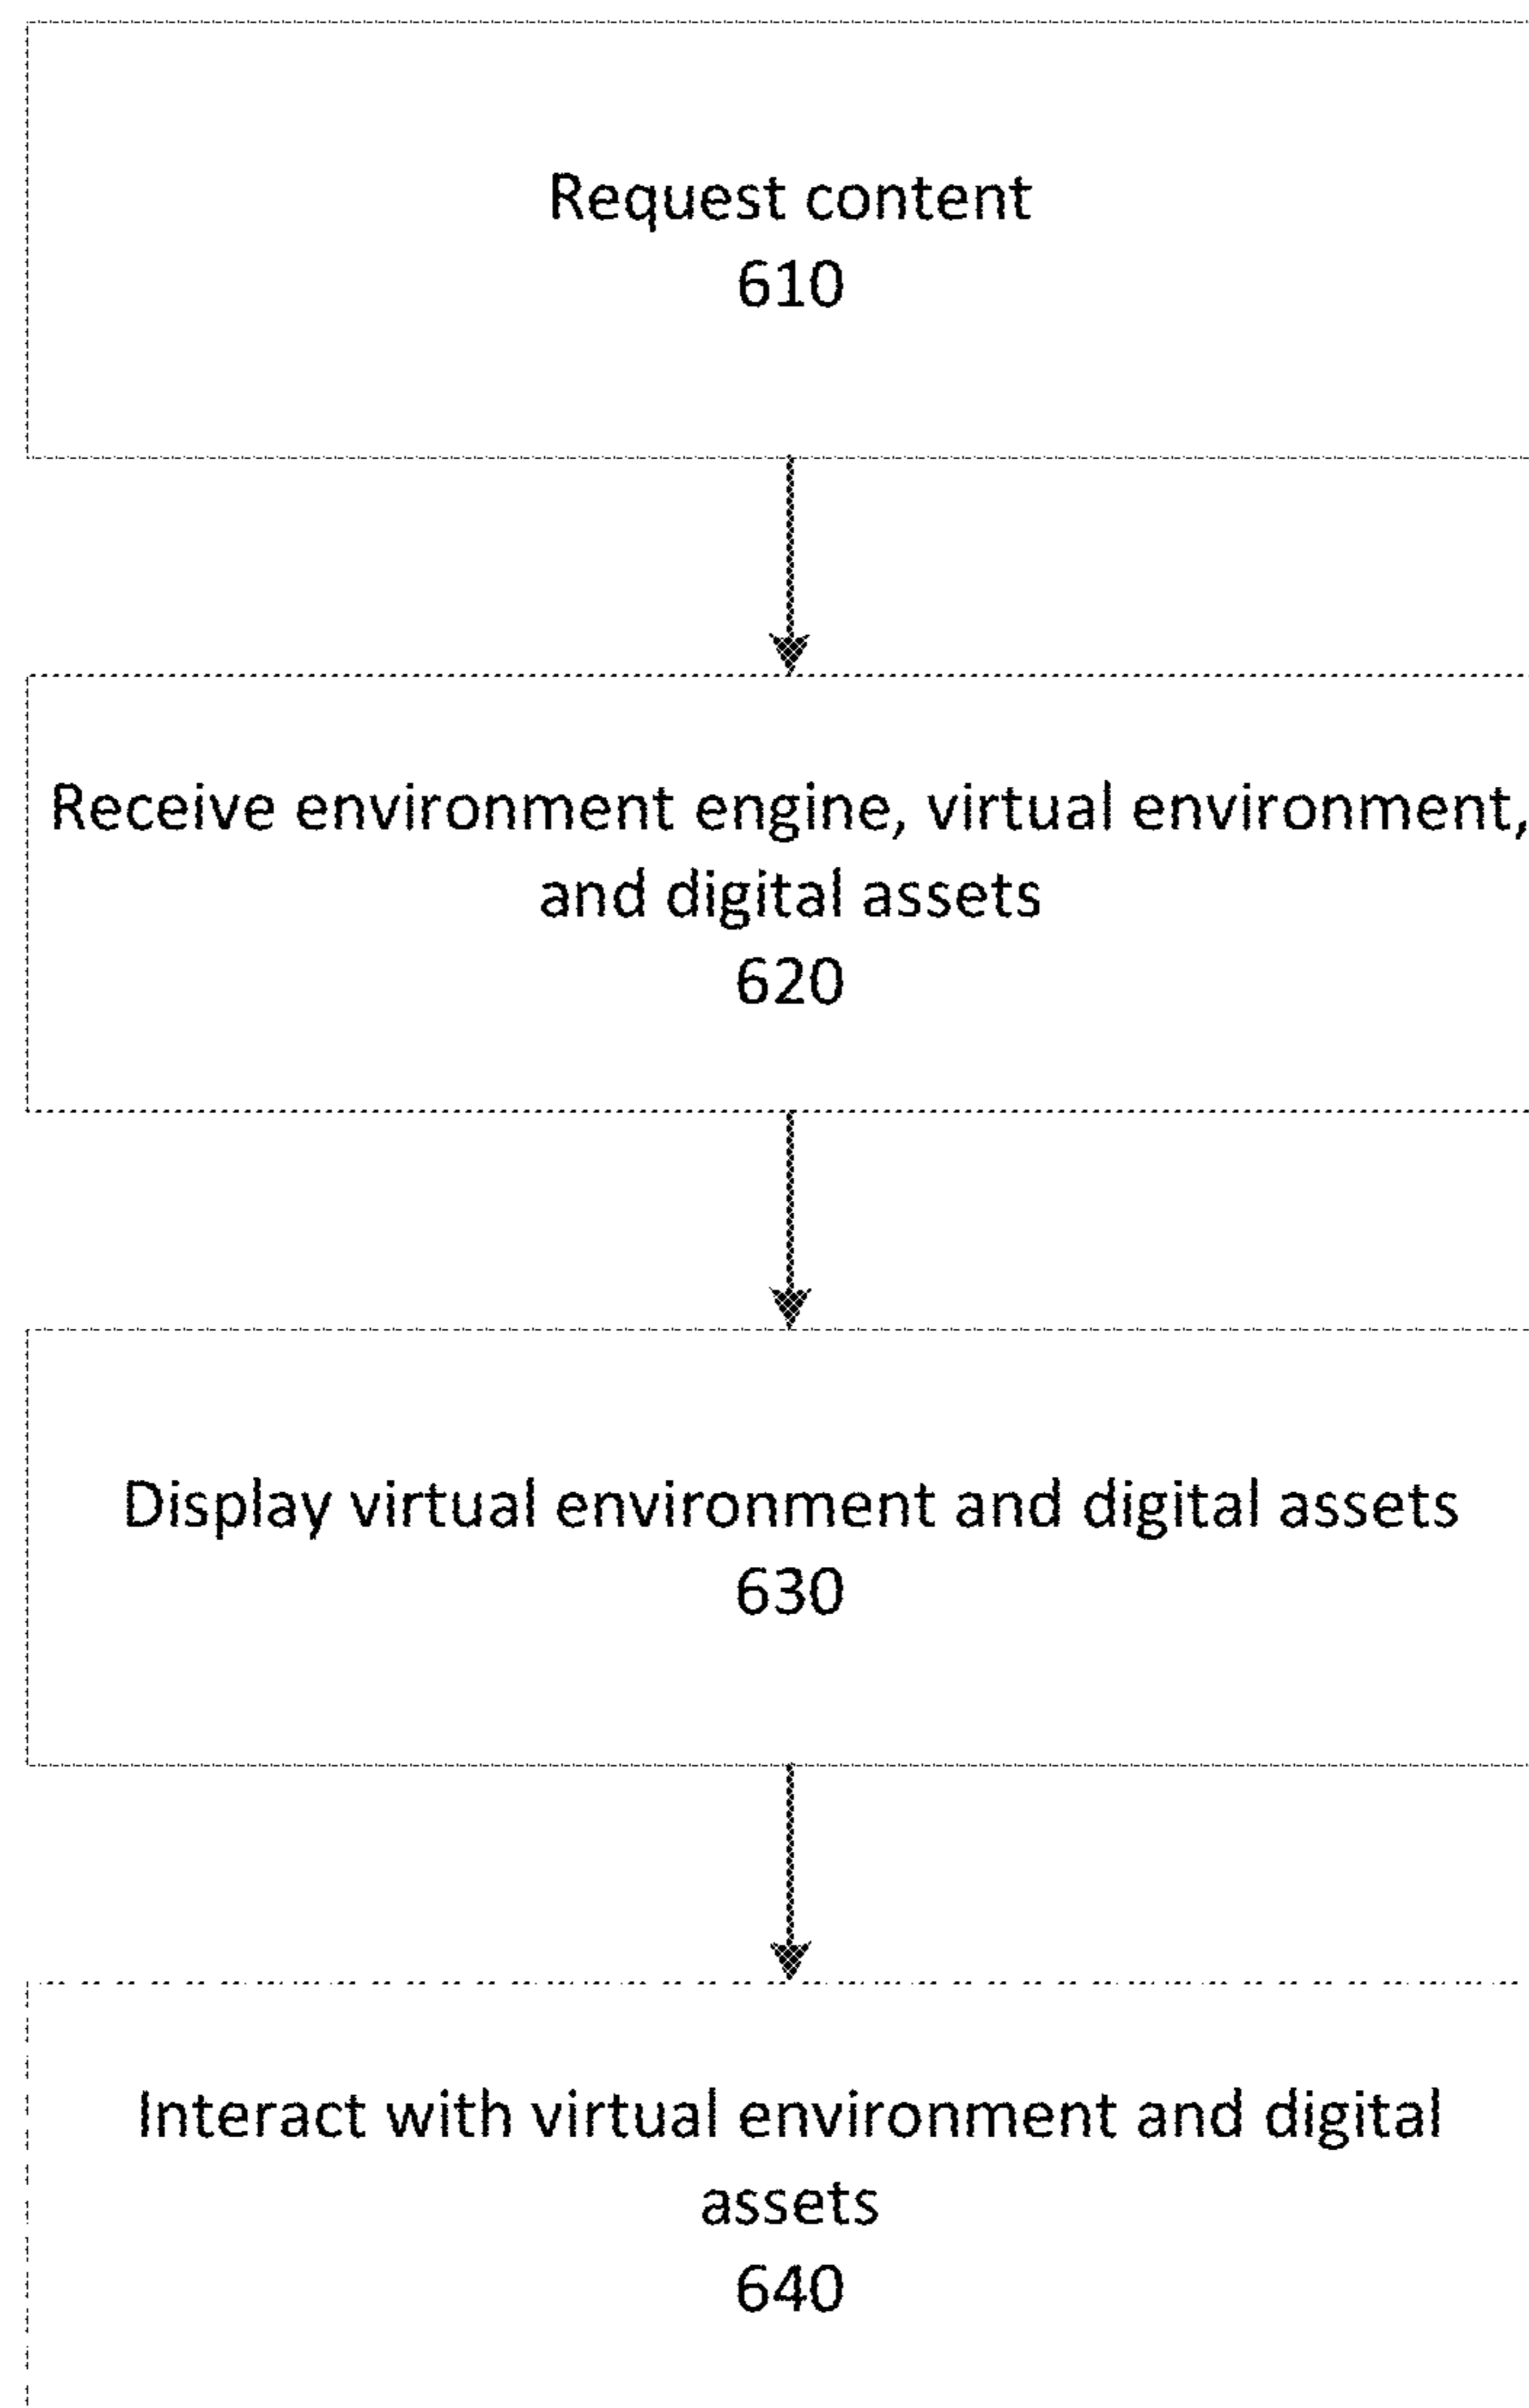 Request content
610
Receive environment engine, virtual environment,
and digital assets
620
Display virtual environment and digital assets
630
Interact with virtual environment and digital
assets
640